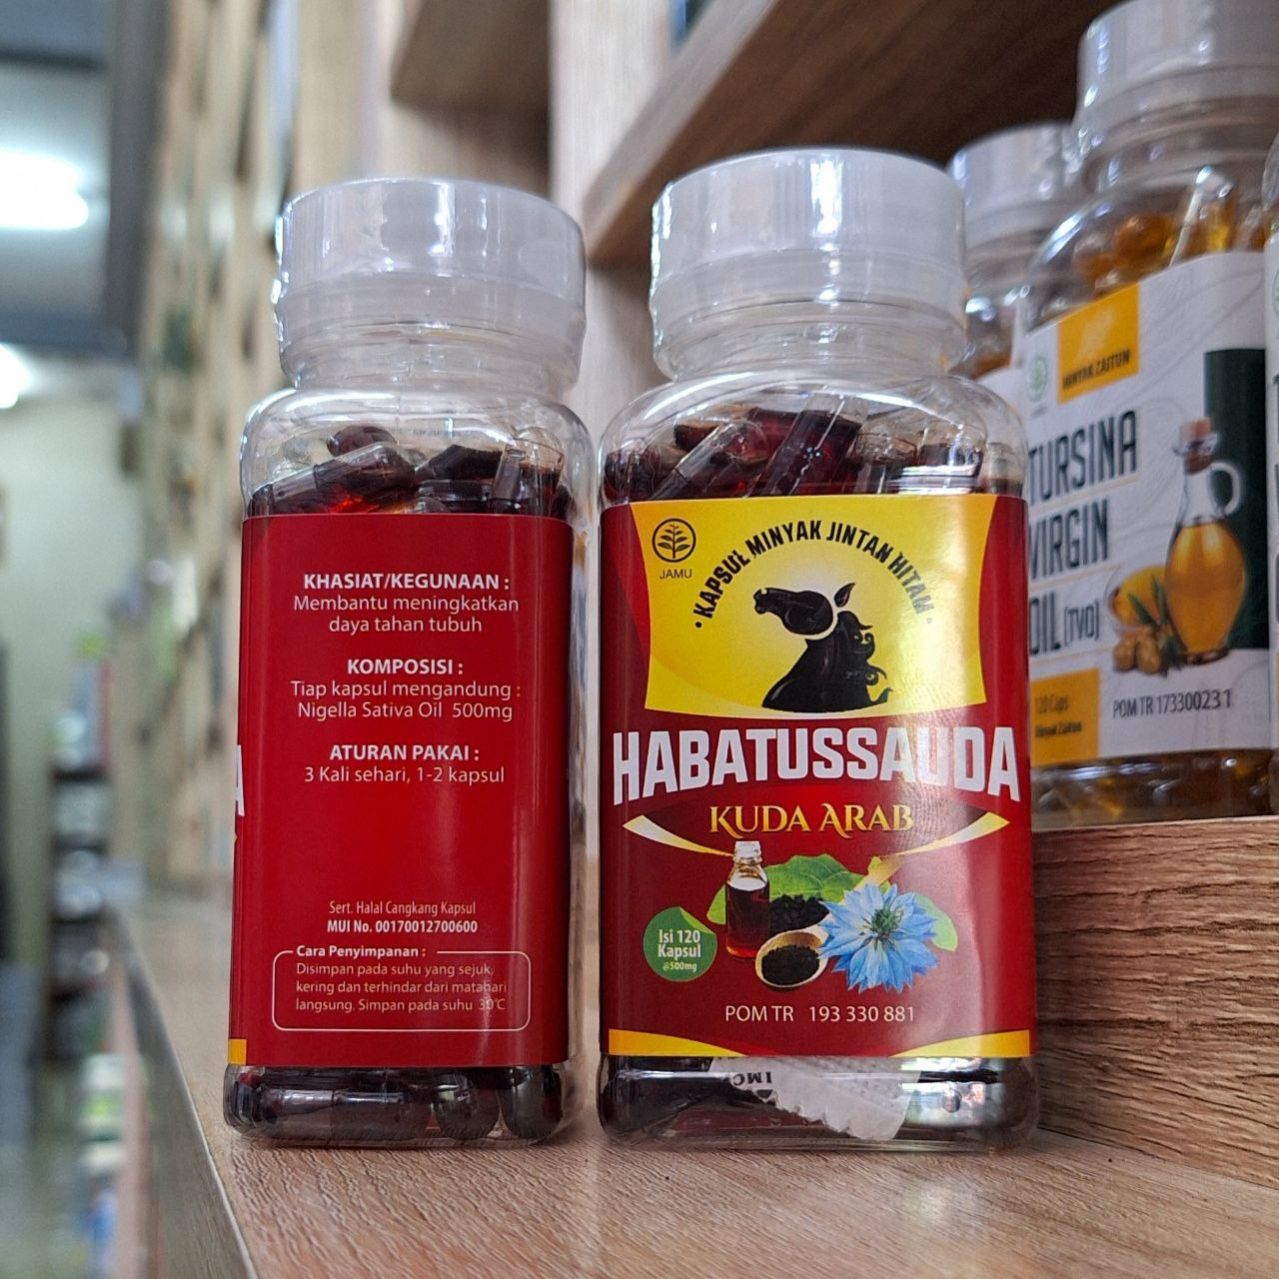 KHASIAT/KEGUNAAN :
Membantu meningkatkan
daya tahan tubuh
KOMPOSISI :
Tiap kapsul mengandung :
Nigella Sativa Oil 500mg
ATURAN PAKAI :
3 Kali sehari, 1-2 kapsul
Sert. Halal Cangkang Kapsul
MUI No. 00170012700600
Cara Penyimpanan :
Disimpan pada suhu yang sejuk,
kering dan terhindar dari matahari
langsung. Simpan pada suhu 30°C
A
JAMU
• KAPSUL MINYAK JINTAN HITAM •
HABATUSSAUDA
KUDA ARAB
Isi 120
Kapsul
@500mg
POM TR 193 330 881
MINYAK ZAITUN
TURSINA
VIRGIN
OIL (TVO)
120 Caps
Minyak Zaitun
POM TR 173300231